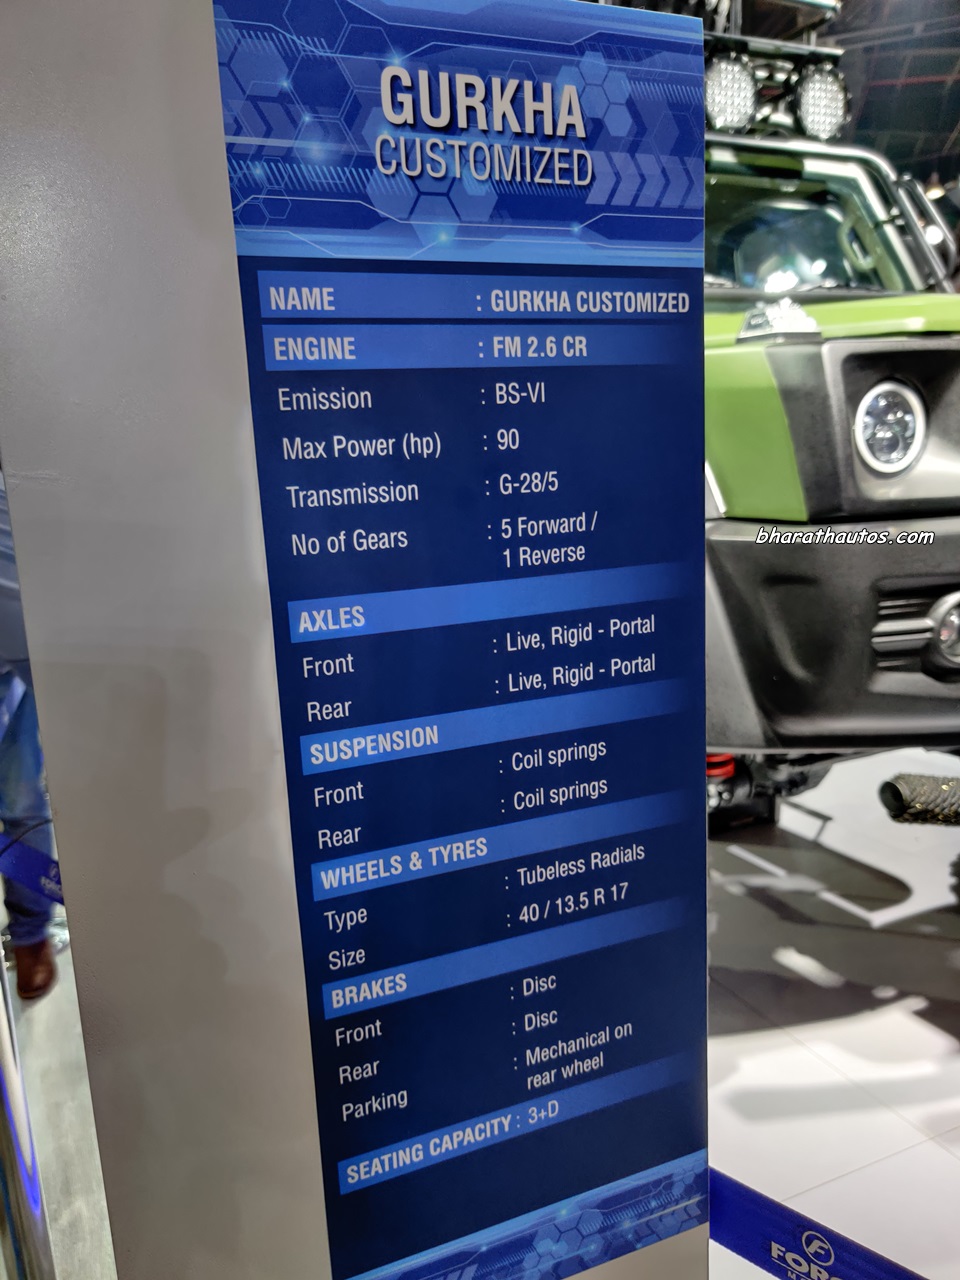 GURKHA
CUSTOMIZED
NAME : GURKHA CUSTOMIZED
ENGINE : FM 2.6 CR
Emission : BS-VI
Max Power (hp) : 90
Transmission : G-28/5
No of Gears : 5 Forward /
1 Reverse
AXLES
Front : Live, Rigid - Portal
Rear : Live, Rigid - Portal
SUSPENSION
Front : Coil springs
Rear : Coil springs
WHEELS & TYRES
Type : Tubeless Radials
Size : 40 / 13.5 R 17
BRAKES
Front : Disc
Rear : Disc
Parking : Mechanical on
rear wheel
SEATING CAPACITY : 3+D
bharathautos.com